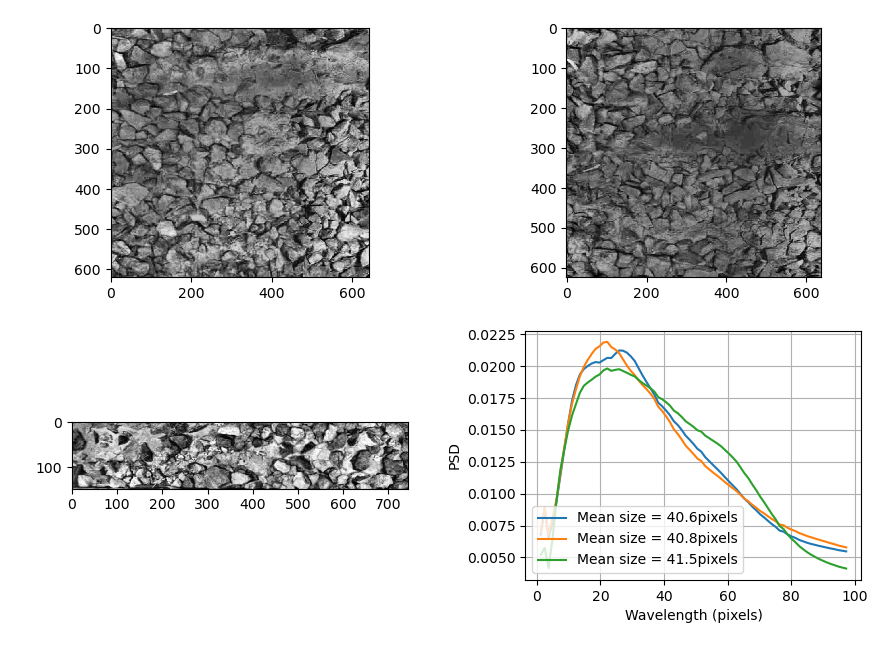 0
100
200
300
400
500
600
0 200 400 600
0
100
200
300
400
500
600
0 200 400 600
0
100
0 100 200 300 400 500 600 700
0.0225
0.0200
0.0175
0.0150
0.0125
0.0100
0.0075
0.0050
PSD
Mean size = 40.6pixels
Mean size = 40.8pixels
Mean size = 41.5pixels
0 20 40 60 80 100
Wavelength (pixels)